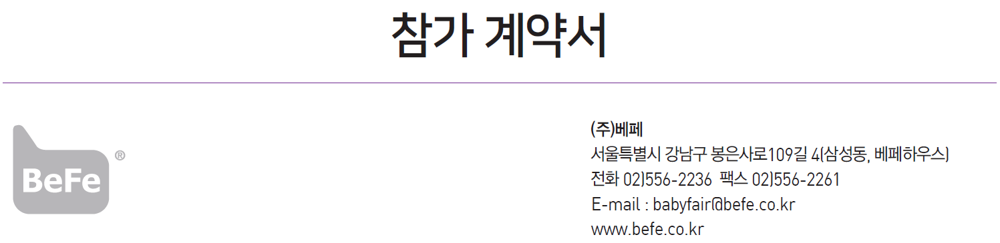 참가 계약서
BeFe®
(주)베페
서울특별시 강남구 봉은사로109길 4(삼성동, 베페하우스)
전화 02)556-2236 팩스 02)556-2261
E-mail : babyfair@befe.co.kr
www.befe.co.kr